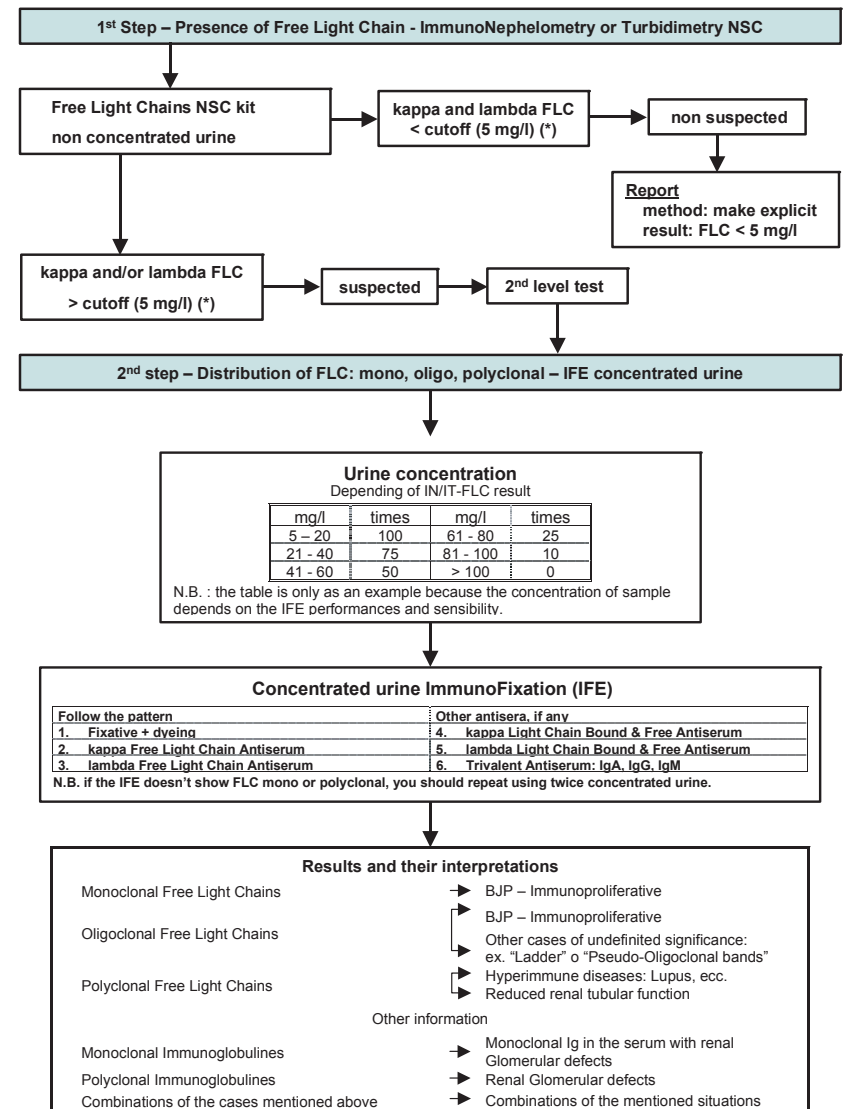 1st Step – Presence of Free Light Chain - ImmunoNephelometry or Turbidimetry NSC
Free Light Chains NSC kit
non concentrated urine
kappa and lambda FLC
< cutoff (5 mg/l) (*)
non suspected
Report
method: make explicit
result: FLC < 5 mg/l
kappa and/or lambda FLC
> cutoff (5 mg/l) (*)
suspected
2nd level test
2nd step – Distribution of FLC: mono, oligo, polyclonal – IFE concentrated urine
Urine concentration
Depending of IN/IT-FLC result
mg/l times mg/l times
5 – 20 100 61 - 80 25
21 - 40 75 81 - 100 10
41 - 60 50 > 100 0
N.B. : the table is only as an example because the concentration of sample
depends on the IFE performances and sensibility.
Concentrated urine ImmunoFixation (IFE)
Follow the pattern Other antisera, if any
1. Fixative + dyeing 4. kappa Light Chain Bound & Free Antiserum
2. kappa Free Light Chain Antiserum 5. lambda Light Chain Bound & Free Antiserum
3. lambda Free Light Chain Antiserum 6. Trivalent Antiserum: IgA, IgG, IgM
N.B. if the IFE doesn't show FLC mono or polyclonal, you should repeat using twice concentrated urine.
Results and their interpretations
Monoclonal Free Light Chains BJP – Immunoproliferative
Oligoclonal Free Light Chains BJP – Immunoproliferative
Other cases of undefinited significance:
ex. "Ladder" o "Pseudo-Oligoclonal bands"
Polyclonal Free Light Chains Hyperimmune diseases: Lupus, ecc.
Reduced renal tubular function
Other information
Monoclonal Immunoglobulines Monoclonal Ig in the serum with renal
Glomerular defects
Polyclonal Immunoglobulines Renal Glomerular defects
Combinations of the cases mentioned above Combinations of the mentioned situations